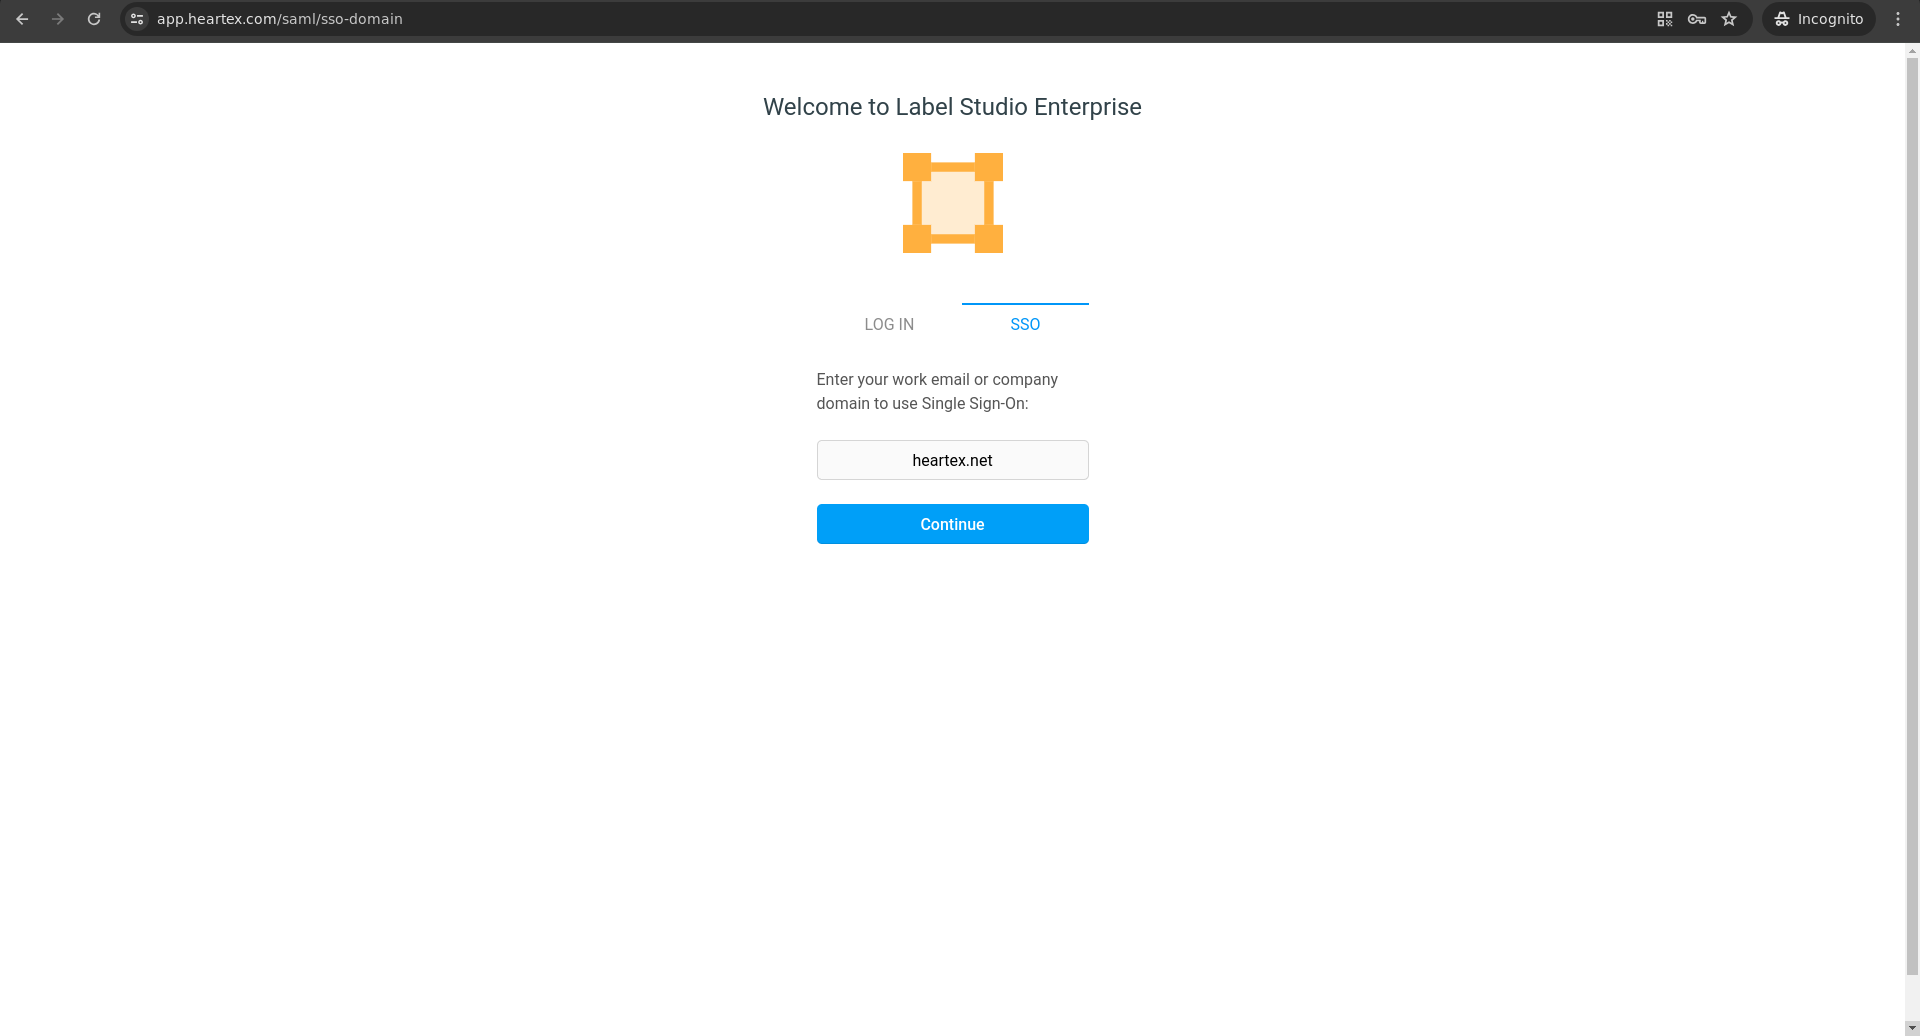 app.heartex.com/saml/sso-domain
Incognito
Welcome to Label Studio Enterprise
LOG IN
SSO
Enter your work email or company
domain to use Single Sign-On:
heartex.net
Continue